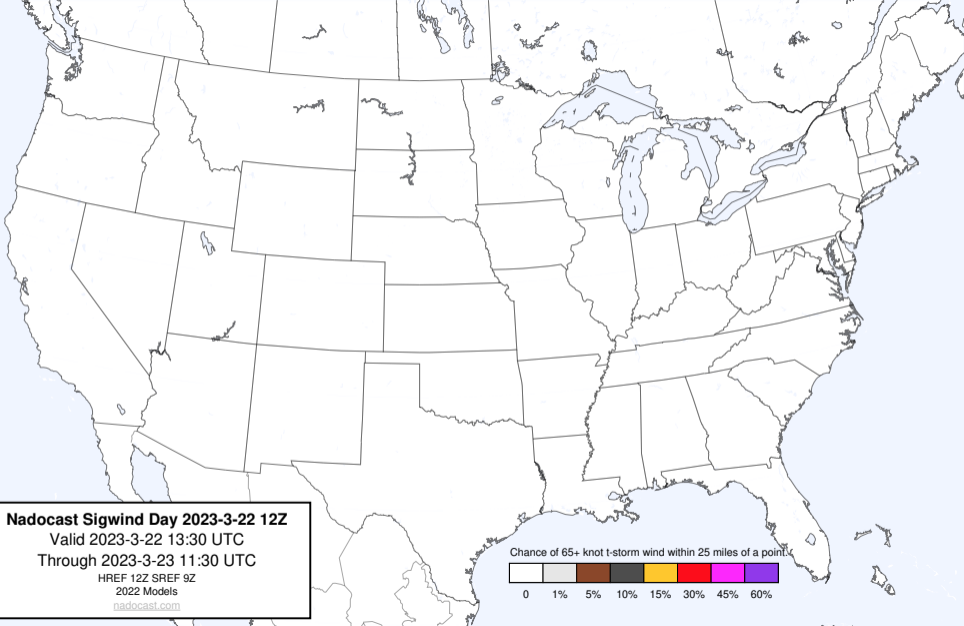 Nadocast Sigwind Day 2023-3-22 12Z
Valid 2023-3-22 13:30 UTC
Through 2023-3-23 11:30 UTC
HREF 12Z SREF 9Z
2022 Models
nadocast.com
Chance of 65+ knot t-storm wind within 25 miles of a point.
0 1% 5% 10% 15% 30% 45% 60%